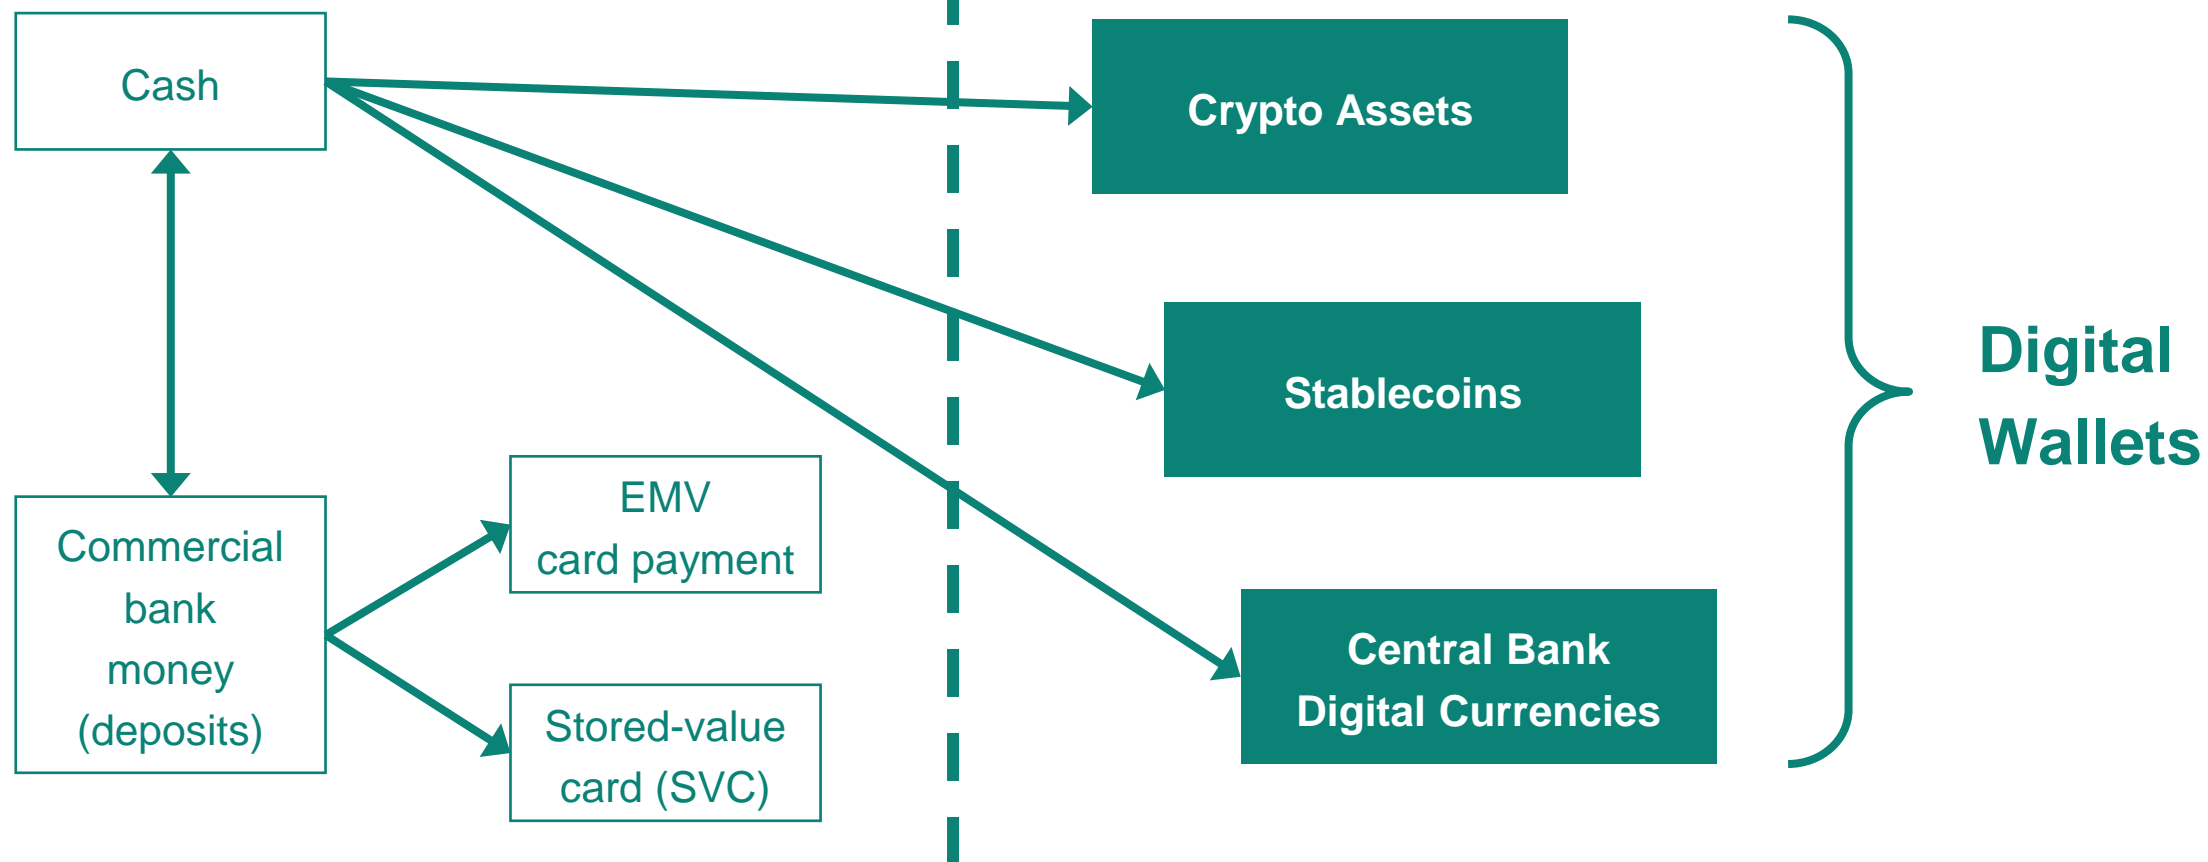 Cash
Crypto Assets
Stablecoins
Digital
Wallets
EMV
card payment
Commercial
bank
money
(deposits)
Central Bank
Digital Currencies
Stored-value
card (SVC)